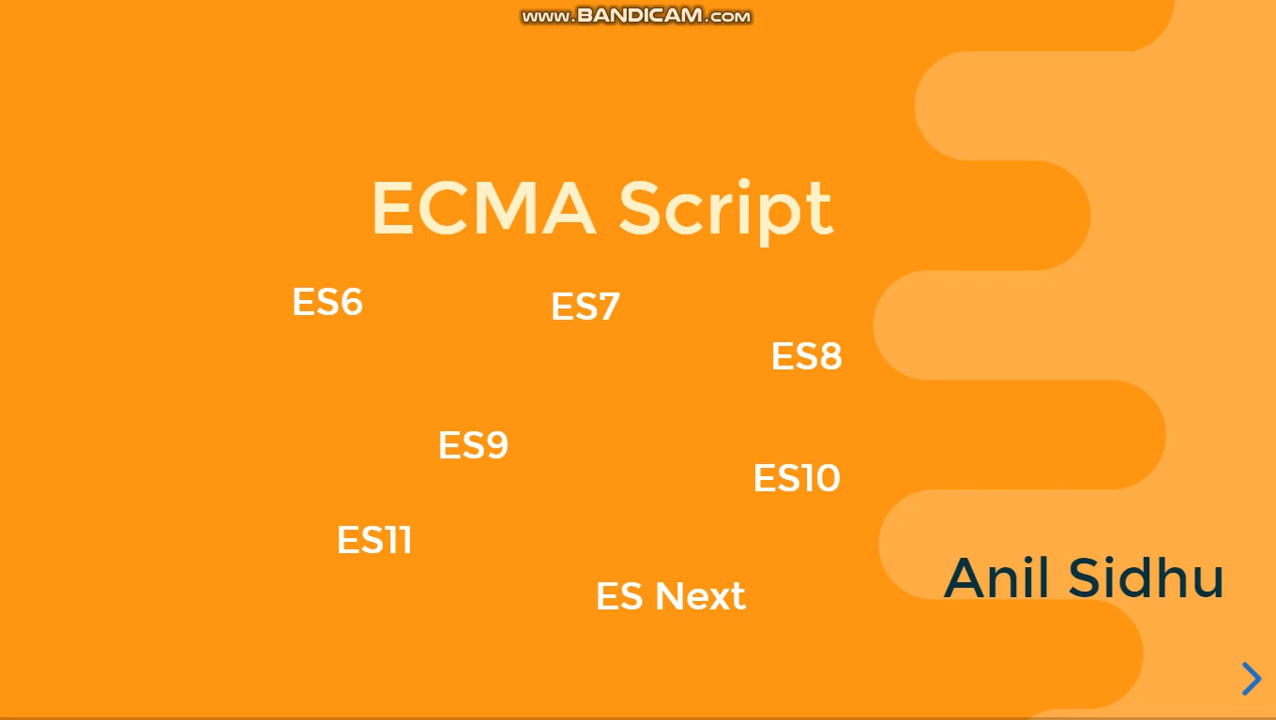 www.BANDICAM.com
ECMA Script
ES6
ES7
ES8
ES9
ES10
ES11
ES Next
Anil Sidhu